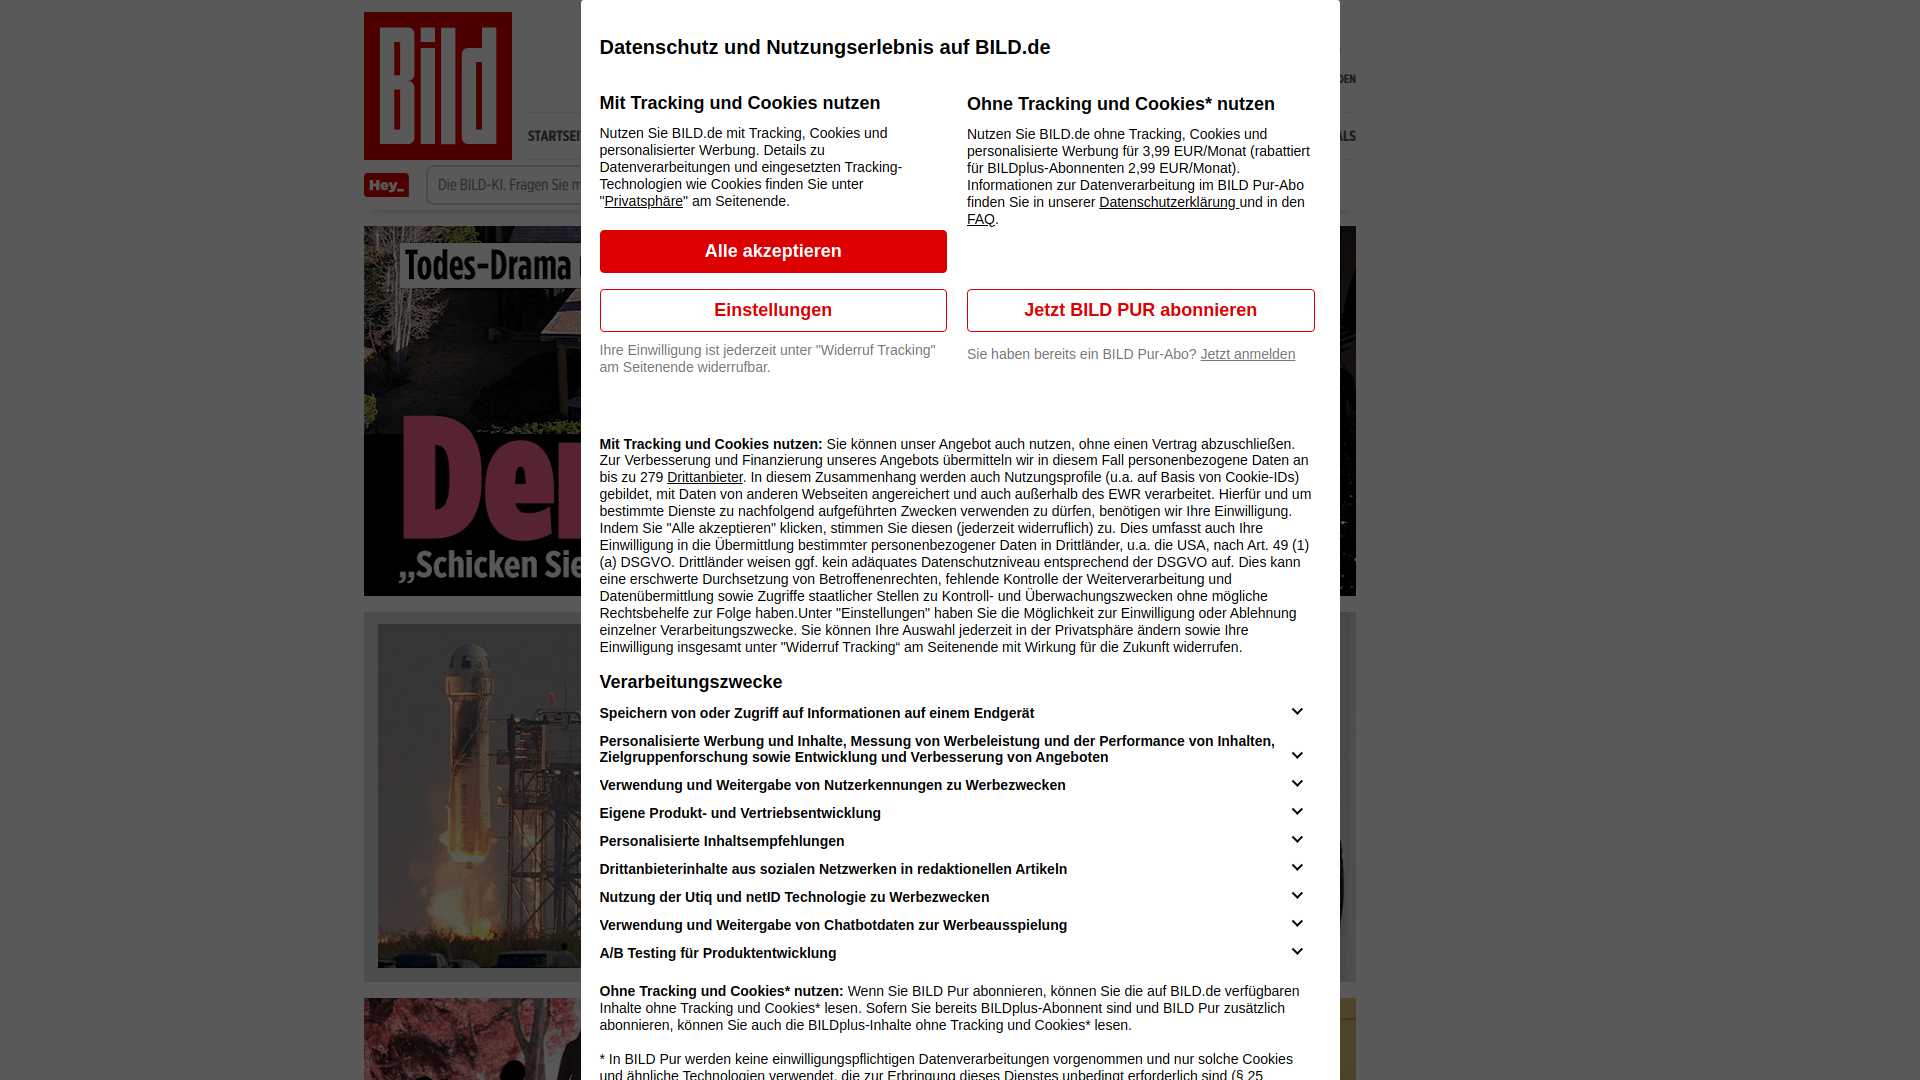 Bild
DEN
STARTSEI
ALS
Hey_
Die BILD-KI. Fragen Sie m
Todes-Drama
Der
„Schicken Sie
Datenschutz und Nutzungserlebnis auf BILD.de
Mit Tracking und Cookies nutzen
Nutzen Sie BILD.de mit Tracking, Cookies und
personalisierter Werbung. Details zu
Datenverarbeitungen und eingesetzten Tracking-
Technologien wie Cookies finden Sie unter
"Privatsphäre" am Seitenende.
Alle akzeptieren
Einstellungen
Ihre Einwilligung ist jederzeit unter "Widerruf Tracking"
am Seitenende widerrufbar.
Ohne Tracking und Cookies* nutzen
Nutzen Sie BILD.de ohne Tracking, Cookies und
personalisierte Werbung für 3,99 EUR/Monat (rabattiert
für BILDplus-Abonnenten 2,99 EUR/Monat).
Informationen zur Datenverarbeitung im BILD Pur-Abo
finden Sie in unserer Datenschutzerklärung und in den
FAQ.
Jetzt BILD PUR abonnieren
Sie haben bereits ein BILD Pur-Abo? Jetzt anmelden
Mit Tracking und Cookies nutzen: Sie können unser Angebot auch nutzen, ohne einen Vertrag abzuschließen.
Zur Verbesserung und Finanzierung unseres Angebots übermitteln wir in diesem Fall personenbezogene Daten an
bis zu 279 Drittanbieter. In diesem Zusammenhang werden auch Nutzungsprofile (u.a. auf Basis von Cookie-IDs)
gebildet, mit Daten von anderen Webseiten angereichert und auch außerhalb des EWR verarbeitet. Hierfür und um
bestimmte Dienste zu nachfolgend aufgeführten Zwecken verwenden zu dürfen, benötigen wir Ihre Einwilligung.
Indem Sie "Alle akzeptieren" klicken, stimmen Sie diesen (jederzeit widerruflich) zu. Dies umfasst auch Ihre
Einwilligung in die Übermittlung bestimmter personenbezogener Daten in Drittländer, u.a. die USA, nach Art. 49 (1)
(a) DSGVO. Drittländer weisen ggf. kein adäquates Datenschutzniveau entsprechend der DSGVO auf. Dies kann
eine erschwerte Durchsetzung von Betroffenenrechten, fehlende Kontrolle der Weiterverarbeitung und
Datenübermittlung sowie Zugriffe staatlicher Stellen zu Kontroll- und Überwachungszwecken ohne mögliche
Rechtsbehelfe zur Folge haben.Unter "Einstellungen" haben Sie die Möglichkeit zur Einwilligung oder Ablehnung
einzelner Verarbeitungszwecke. Sie können Ihre Auswahl jederzeit in der Privatsphäre ändern sowie Ihre
Einwilligung insgesamt unter "Widerruf Tracking“ am Seitenende mit Wirkung für die Zukunft widerrufen.
Verarbeitungszwecke
Speichern von oder Zugriff auf Informationen auf einem Endgerät
Personalisierte Werbung und Inhalte, Messung von Werbeleistung und der Performance von Inhalten,
Zielgruppenforschung sowie Entwicklung und Verbesserung von Angeboten
Verwendung und Weitergabe von Nutzerkennungen zu Werbezwecken
Eigene Produkt- und Vertriebsentwicklung
Personalisierte Inhaltsempfehlungen
Drittanbieterinhalte aus sozialen Netzwerken in redaktionellen Artikeln
Nutzung der Utiq und netID Technologie zu Werbezwecken
Verwendung und Weitergabe von Chatbotdaten zur Werbeausspielung
A/B Testing für Produktentwicklung
Ohne Tracking und Cookies* nutzen: Wenn Sie BILD Pur abonnieren, können Sie die auf BILD.de verfügbaren
Inhalte ohne Tracking und Cookies* lesen. Sofern Sie bereits BILDplus-Abonnent sind und BILD Pur zusätzlich
abonnieren, können Sie auch die BILDplus-Inhalte ohne Tracking und Cookies* lesen.
* In BILD Pur werden keine einwilligungspflichtigen Datenverarbeitungen vorgenommen und nur solche Cookies
und ähnliche Technologien verwendet, die zur Erbringung dieses Dienstes unbedingt erforderlich sind (§ 25